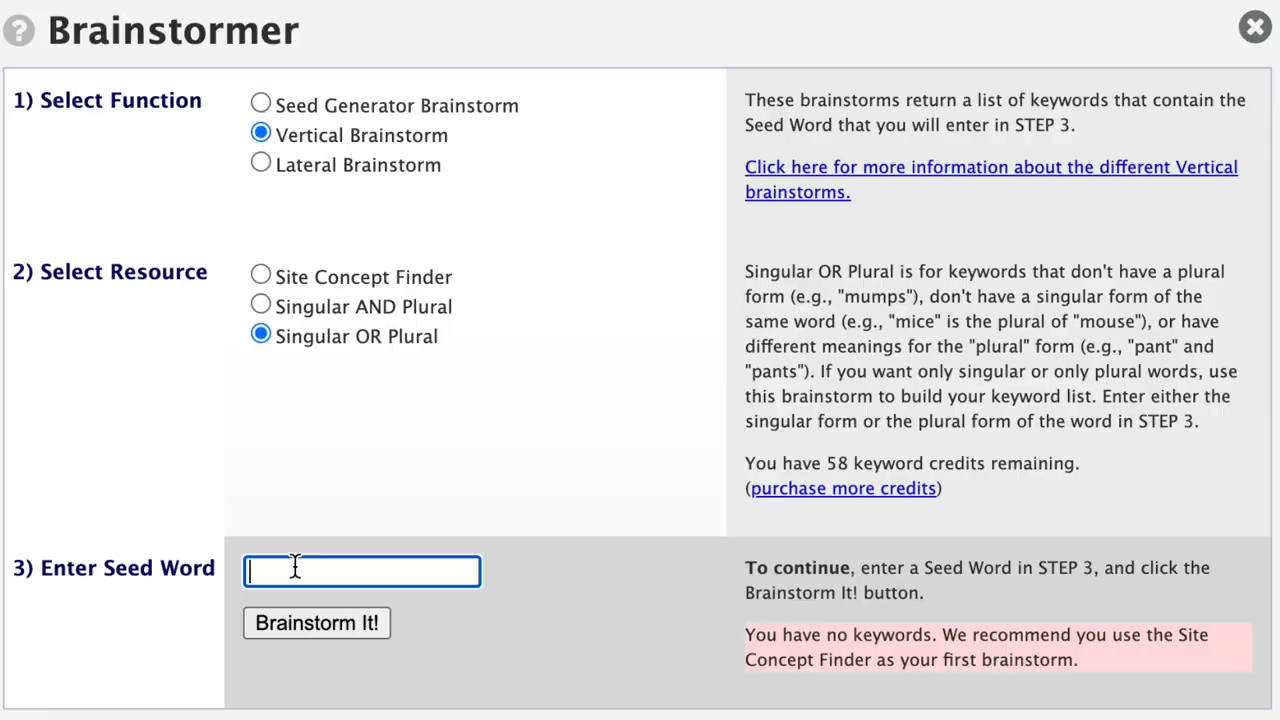 ? Brainstormer
1) Select Function
Seed Generator Brainstorm
Vertical Brainstorm
Lateral Brainstorm
These brainstorms return a list of keywords that contain the
Seed Word that you will enter in STEP 3.
Click here for more information about the different Vertical
brainstorms.
2) Select Resource
Site Concept Finder
Singular AND Plural
Singular OR Plural
Singular OR Plural is for keywords that don't have a plural
form (e.g., "mumps"), don't have a singular form of the
same word (e.g., "mice" is the plural of "mouse"), or have
different meanings for the "plural" form (e.g., "pant" and
"pants"). If you want only singular or only plural words, use
this brainstorm to build your keyword list. Enter either the
singular form or the plural form of the word in STEP 3.
You have 58 keyword credits remaining.
(purchase more credits)
3) Enter Seed Word
Brainstorm It!
To continue, enter a Seed Word in STEP 3, and click the
Brainstorm It! button.
You have no keywords. We recommend you use the Site
Concept Finder as your first brainstorm.